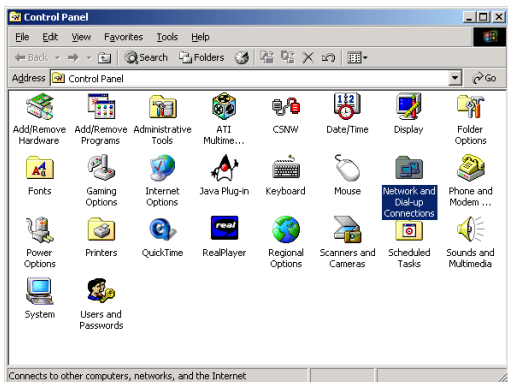 Control Panel
File Edit View Favorites Tools Help
Back Search Folders
Address Control Panel Go
Add/Remove Hardware
Add/Remove Programs
Administrative Tools
ATI Multime...
CSNW
Date/Time
Display
Folder Options
Fonts
Gaming Options
Internet Options
Java Plug-in
Keyboard
Mouse
Network and Dial-up Connections
Phone and Modem ...
Power Options
Printers
QuickTime
real
RealPlayer
Regional Options
Scanners and Cameras
Scheduled Tasks
Sounds and Multimedia
System
Users and Passwords
Connects to other computers, networks, and the Internet